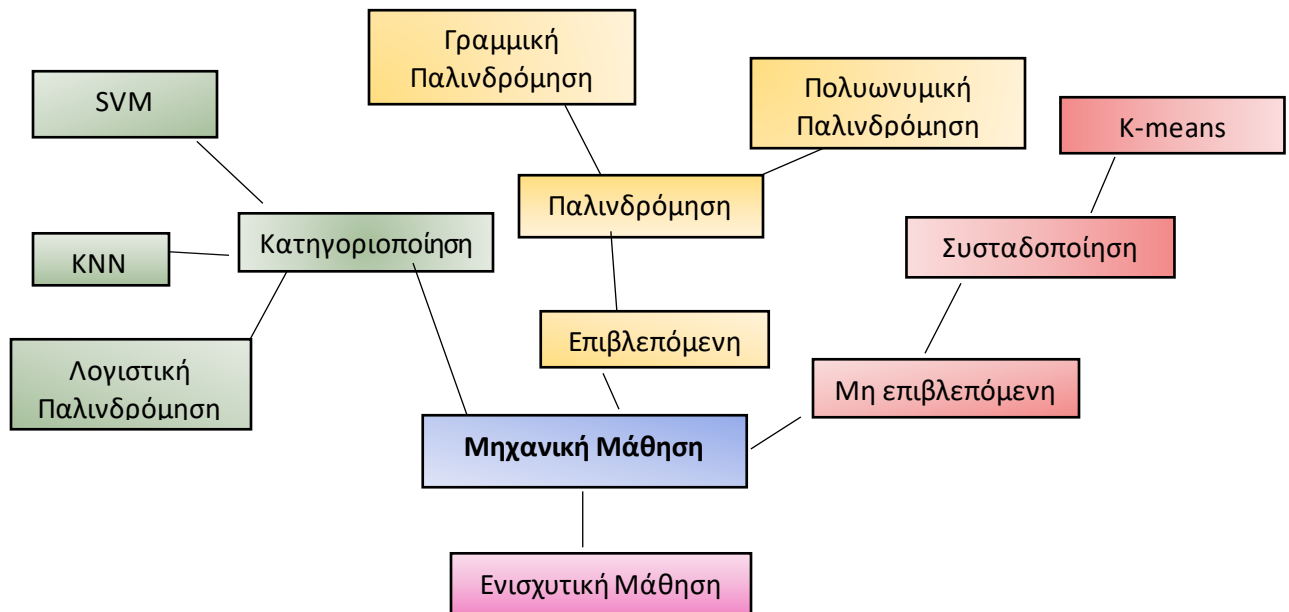 Γραμμική
Παλινδρόμηση
Πολυωνυμική
Παλινδρόμηση
SVM
K-means
Παλινδρόμηση
Κατηγοριοποίηση
Συσταδοποίηση
KNN
Επιβλεπόμενη
Λογιστική
Παλινδρόμηση
Μη επιβλεπόμενη
Μηχανική Μάθηση
Ενισχυτική Μάθηση